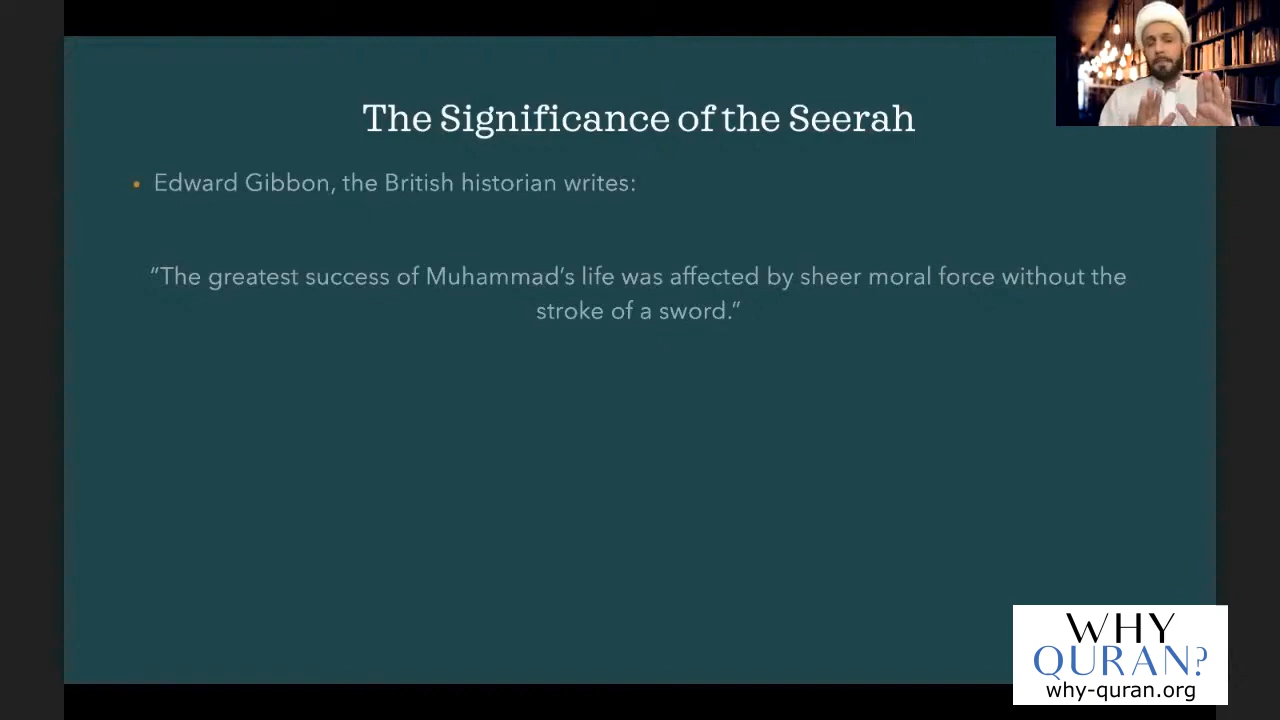 The Significance of the Seerah
• Edward Gibbon, the British historian writes:
“The greatest success of Muhammad’s life was affected by sheer moral force without the
stroke of a sword.”
WHY
QURAN?
why-quran.org